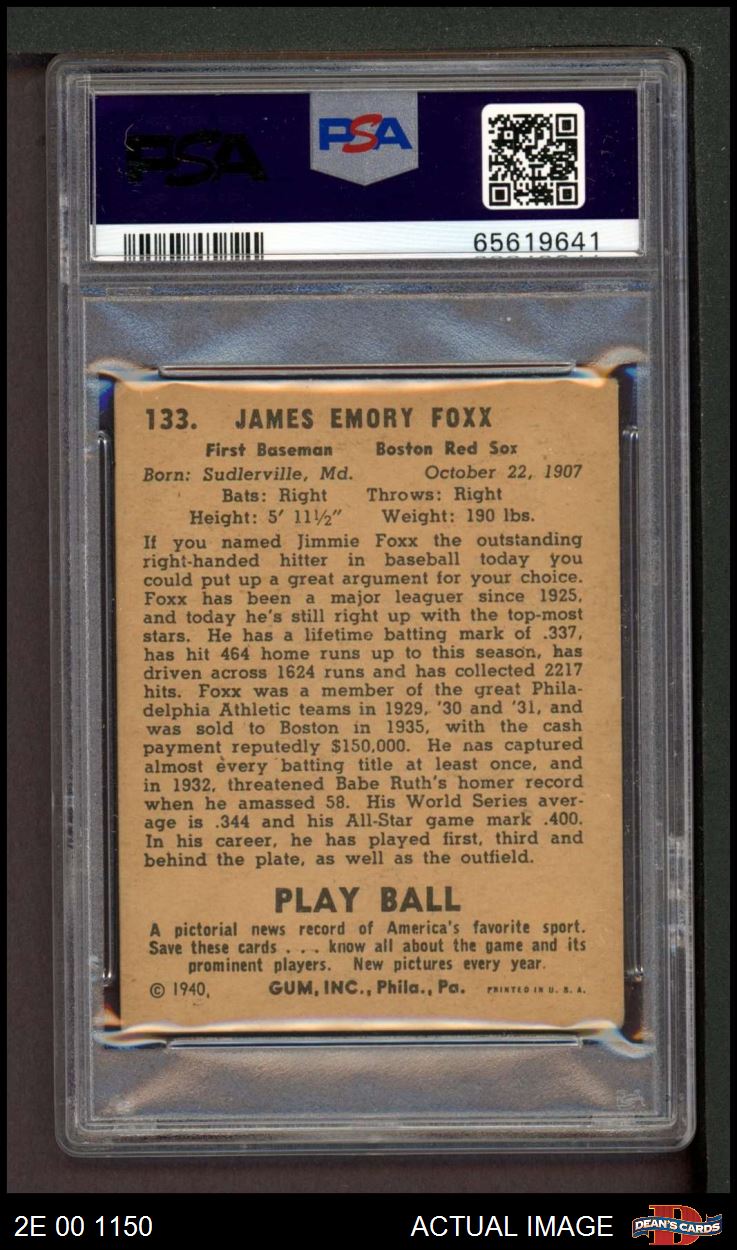 PSA
PSA
65619641
133. JAMES EMORY FOXX
First Baseman Boston Red Sox
Born: Sudlerville, Md. October 22, 1907
Bats: Right Throws: Right
Height: 5' 11½" Weight: 190 lbs.
If you named Jimmie Foxx the outstanding
right-handed hitter in baseball today you
could put up a great argument for your choice.
Foxx has been a major leaguer since 1925,
and today he's still right up with the top-most
stars. He has a lifetime batting mark of .337,
has hit 464 home runs up to this season, has
driven across 1624 runs and has collected 2217
hits. Foxx was a member of the great Phila-
delphia Athletic teams in 1929, '30 and '31, and
was sold to Boston in 1935, with the cash
payment reputedly $150,000. He has captured
almost every batting title at least once, and
in 1932, threatened Babe Ruth's homer record
when he amassed 58. His World Series aver-
age is .344 and his All-Star game mark .400.
In his career, he has played first, third and
behind the plate, as well as the outfield.
PLAY BALL
A pictorial news record of America's favorite sport.
Save these cards . . . know all about the game and its
prominent players. New pictures every year.
© 1940, GUM, INC., Phila., Pa. PRINTED IN U. S. A.
2E 00 1150 ACTUAL IMAGE DEAN'S CARDS